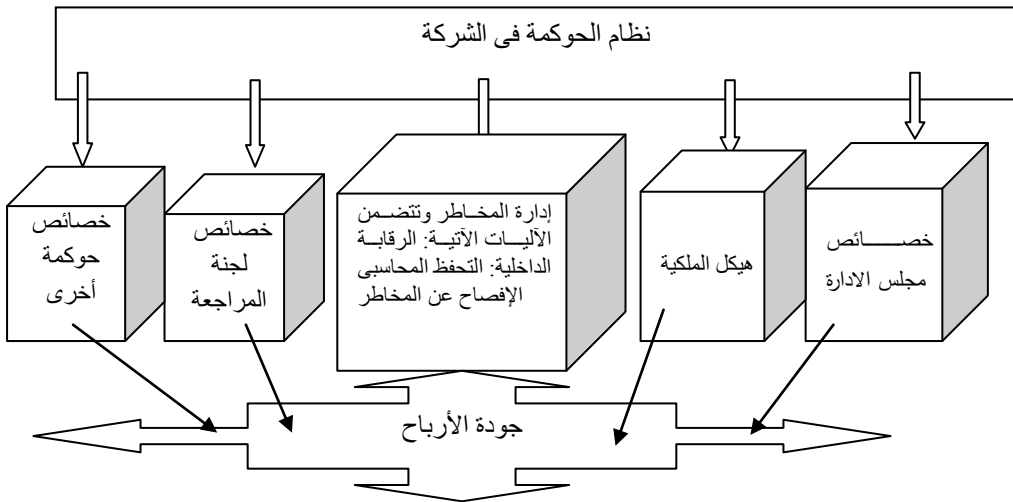 نظام الحوكمة فى الشركة
خصائص
مجلس الادارة
هيكل الملكية
إدارة المخاطر وتتضمن
الآليات الآتية: الرقابة
الداخلية: التحفظ المحاسبى
الإفصاح عن المخاطر
خصائص
لجنة
المراجعة
خصائص
حوكمة
أخرى
جودة الأرباح